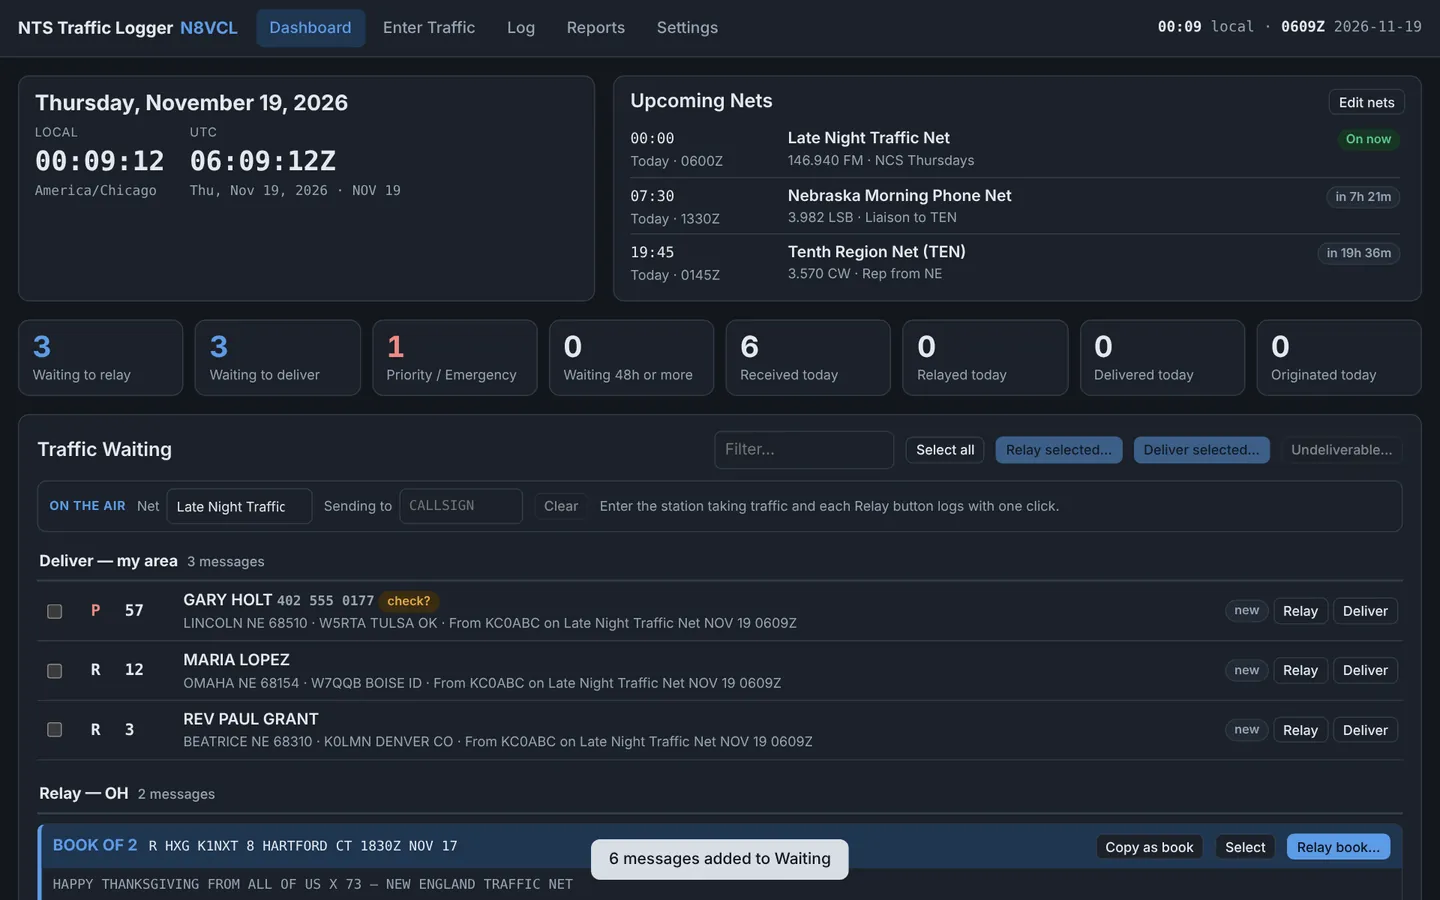 NTS Traffic Logger N8VCL Dashboard Enter Traffic Log Reports Settings 00:09 local · 0609Z 2026-11-19
Thursday, November 19, 2026
LOCAL UTC
00:09:12 06:09:12Z
America/Chicago Thu, Nov 19, 2026 · NOV 19
Upcoming Nets Edit nets
00:00 Late Night Traffic Net On now
Today · 0600Z 146.940 FM · NCS Thursdays
07:30 Nebraska Morning Phone Net in 7h 21m
Today · 1330Z 3.982 LSB · Liaison to TEN
19:45 Tenth Region Net (TEN) in 19h 36m
Today · 0145Z 3.570 CW · Rep from NE
3 Waiting to relay
3 Waiting to deliver
1 Priority / Emergency
0 Waiting 48h or more
6 Received today
0 Relayed today
0 Delivered today
0 Originated today
Traffic Waiting Filter... Select all Relay selected... Deliver selected... Undeliverable...
ON THE AIR Net Late Night Traffic Sending to CALLSIGN Clear Enter the station taking traffic and each Relay button logs with one click.
Deliver — my area 3 messages
P 57 GARY HOLT 402 555 0177 check? new Relay Deliver
LINCOLN NE 68510 · W5RTA TULSA OK · From KC0ABC on Late Night Traffic Net NOV 19 0609Z
R 12 MARIA LOPEZ new Relay Deliver
OMAHA NE 68154 · W7QQB BOISE ID · From KC0ABC on Late Night Traffic Net NOV 19 0609Z
R 3 REV PAUL GRANT new Relay Deliver
BEATRICE NE 68310 · K0LMN DENVER CO · From KC0ABC on Late Night Traffic Net NOV 19 0609Z
Relay — OH 2 messages
BOOK OF 2 R HXG K1NXT 8 HARTFORD CT 1830Z NOV 17 Copy as book Select Relay book...
6 messages added to Waiting
HAPPY THANKSGIVING FROM ALL OF US X 73 — NEW ENGLAND TRAFFIC NET